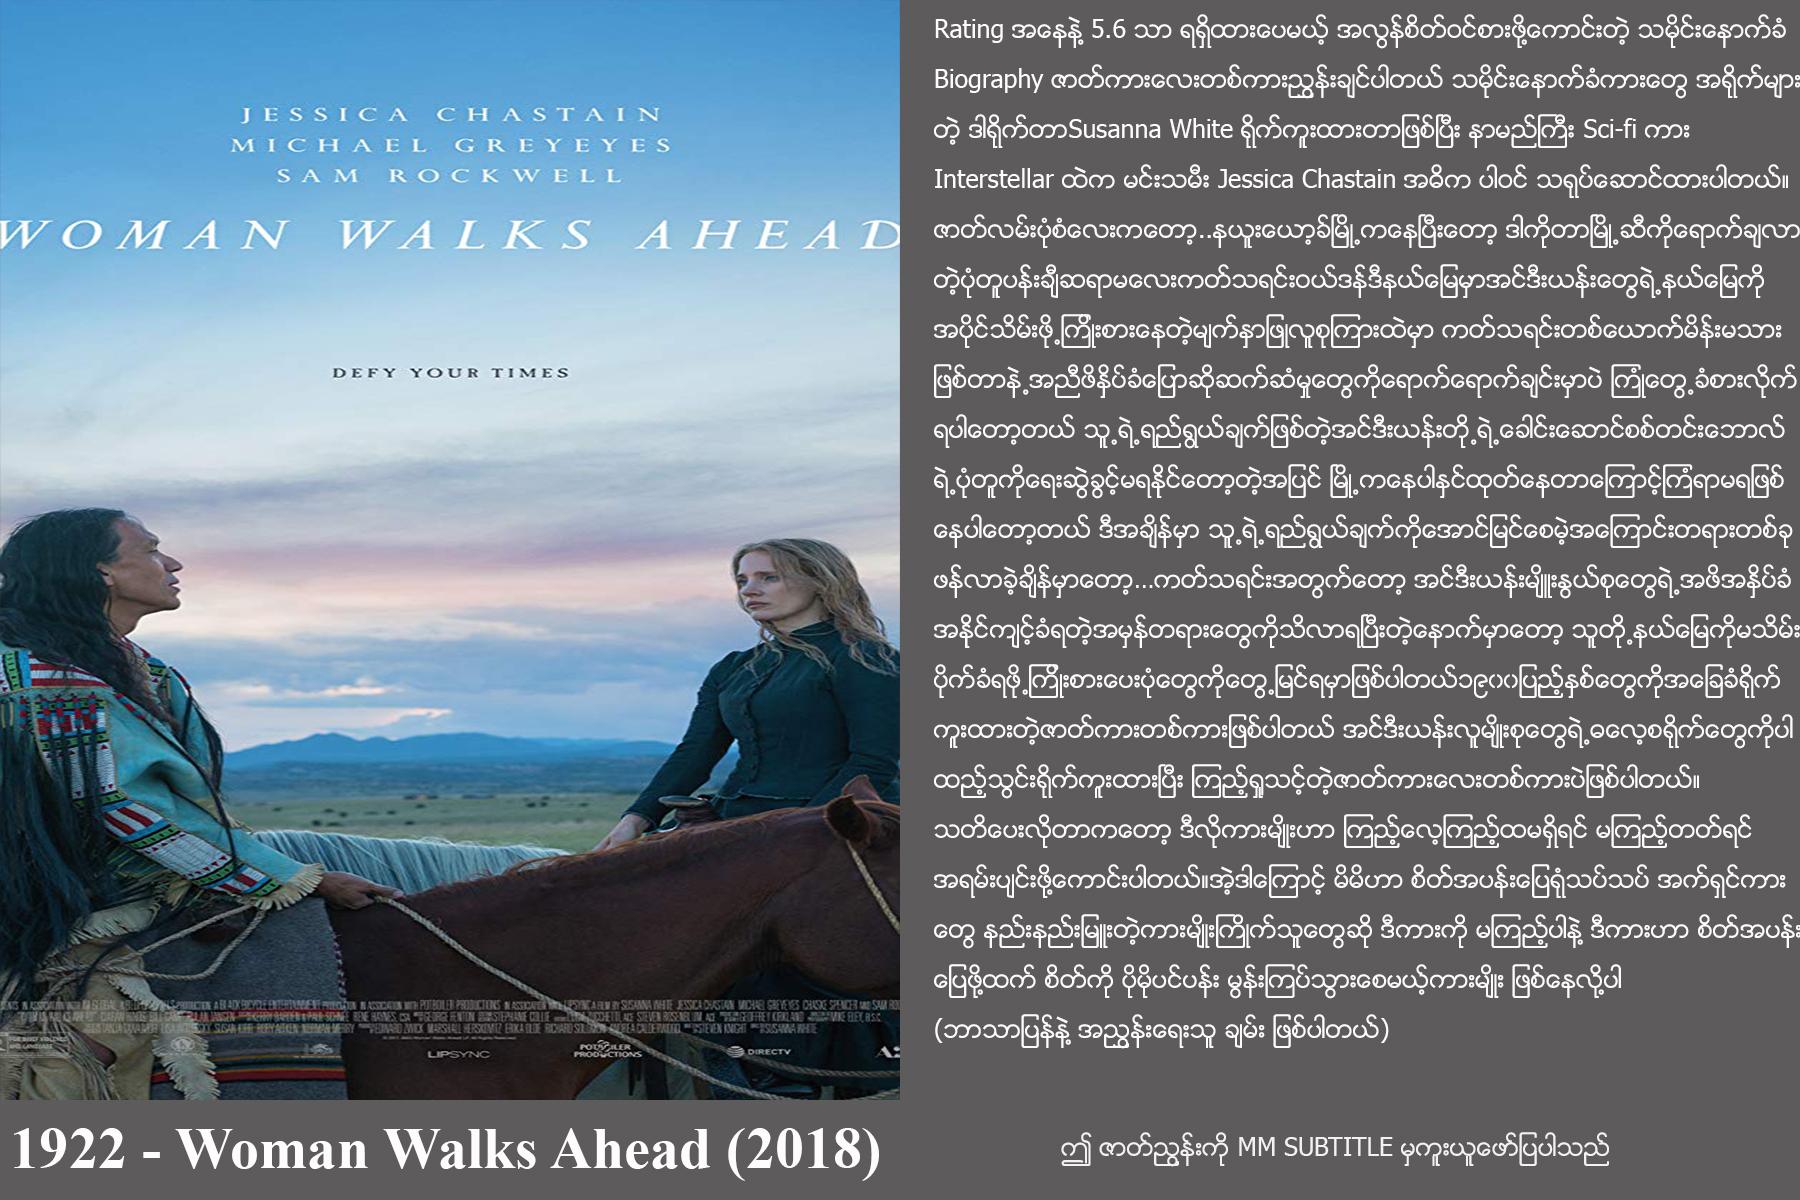 JESSICA CHASTAIN
MICHAEL GREYEYES
SAM ROCKWELL
WOMAN WALKS AHEAD
DEFY YOUR TIMES
LIPSYNC
POTBOILER PRODUCTIONS
DIRECTV
1922 - Woman Walks Ahead (2018)
Rating အနေနဲ့ 5.6 သာ ရရှိထားပေမယ့် အလွန်စိတ်ဝင်စားဖို့ကောင်းတဲ့ သမိုင်းနောက်ခံ
Biography ဇာတ်ကားလေးတစ်ကားညွှန်းချင်ပါတယ် သမိုင်းနောက်ခံကားတွေ အရိုက်များ
တဲ့ ဒါရိုက်တာSusanna White ရိုက်ကူးထားတာဖြစ်ပြီး နာမည်ကြီး Sci-fi ကား
Interstellar ထဲက မင်းသမီး Jessica Chastain အဓိက ပါဝင် သရုပ်ဆောင်ထားပါတယ်။
ဇာတ်လမ်းပုံစံလေးကတော့..နယူးယော့ခ်မြို့ကနေပြီးတော့ ဒါကိုတာမြို့ဆီကိုရောက်ချလာ
တဲ့ပုံတူပန်းချီဆရာမလေးကတ်သရင်းဝယ်ဒန်ဒီနယ်မြေမှာအင်ဒီးယန်းတွေရဲ့နယ်မြေကို
အပိုင်သိမ်းဖို့ကြိုးစားနေတဲ့မျက်နှာဖြူလူစုကြားထဲမှာ ကတ်သရင်းတစ်ယောက်မိန်းမသား
ဖြစ်တာနဲ့အညီဖိနှိပ်ခံပြောဆိုဆက်ဆံမှုတွေကိုရောက်ရောက်ချင်းမှာပဲ ကြုံတွေ့ခံစားလိုက်
ရပါတော့တယ် သူ့ရဲ့ရည်ရွယ်ချက်ဖြစ်တဲ့အင်ဒီးယန်းတို့ရဲ့ခေါင်းဆောင်စစ်တင်းဘောလ်
ရဲ့ပုံတူကိုရေးဆွဲခွင့်မရနိုင်တော့တဲ့အပြင် မြို့ကနေပါနှင်ထုတ်နေတာကြောင့်ကြံရာမရဖြစ်
နေပါတော့တယ် ဒီအချိန်မှာ သူ့ရဲ့ရည်ရွယ်ချက်ကိုအောင်မြင်စေမဲ့အကြောင်းတရားတစ်ခု
ဖန်လာခဲ့ချိန်မှာတော့...ကတ်သရင်းအတွက်တော့ အင်ဒီးယန်းမျိူးနွယ်စုတွေရဲ့အဖိအနှိပ်ခံ
အနိုင်ကျင့်ခံရတဲ့အမှန်တရားတွေကိုသိလာရပြီးတဲ့နောက်မှာတော့ သူတို့နယ်မြေကိုမသိမ်း
ပိုက်ခံရဖို့ကြိုးစားပေးပုံတွေကိုတွေ့မြင်ရမှာဖြစ်ပါတယ်၁၉၀၀ပြည့်နှစ်တွေကိုအခြေခံရိုက်
ကူးထားတဲ့ဇာတ်ကားတစ်ကားဖြစ်ပါတယ် အင်ဒီးယန်းလူမျိုးစုတွေရဲ့ဓလေ့စရိုက်တွေကိုပါ
ထည့်သွင်းရိုက်ကူးထားပြီး ကြည့်ရှုသင့်တဲ့ဇာတ်ကားလေးတစ်ကားပဲဖြစ်ပါတယ်။
သတိပေးလိုတာကတော့ ဒီလိုကားမျိုးဟာ ကြည့်လေ့ကြည့်ထမရှိရင် မကြည့်တတ်ရင်
အရမ်းပျင်းဖို့ကောင်းပါတယ်။အဲ့ဒါကြောင့် မိမိဟာ စိတ်အပန်းပြေရုံသပ်သပ် အက်ရှင်ကား
တွေ နည်းနည်းမြူးတဲ့ကားမျိုးကြိုက်သူတွေဆို ဒီကားကို မကြည့်ပါနဲ့ ဒီကားဟာ စိတ်အပန်း
ပြေဖို့ထက် စိတ်ကို ပိုမိုပင်ပန်း မွန်းကြပ်သွားစေမယ့်ကားမျိုး ဖြစ်နေလို့ပါ
(ဘာသာပြန်နဲ့ အညွှန်းရေးသူ ချမ်း ဖြစ်ပါတယ်)
ဤ ဇာတ်ညွှန်းကို MM SUBTITLE မှကူးယူဖော်ပြပါသည်